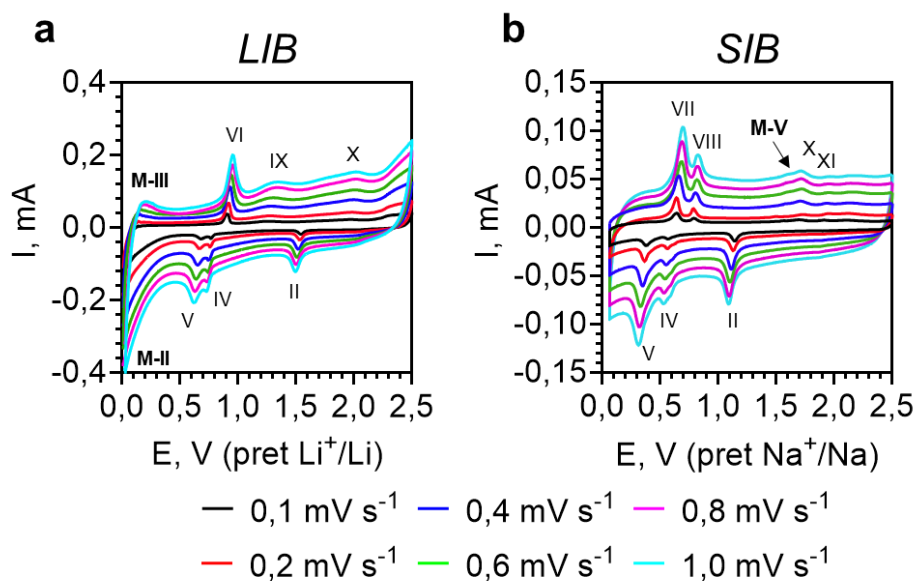 a
LIB
I, mA
0,4
0,2
0,0
-0,2
-0,4
VI
IX
X
M-III
V
IV
II
M-II
0,0 0,5 1,0 1,5 2,0 2,5
E, V (pret Li⁺/Li)
b
SIB
I, mA
0,15
0,10
0,05
0,00
-0,05
-0,10
-0,15
VII
VIII
M-V
X
XI
IV
II
V
0,0 0,5 1,0 1,5 2,0 2,5
E, V (pret Na⁺/Na)
0,1 mV s⁻¹ 0,4 mV s⁻¹ 0,8 mV s⁻¹
0,2 mV s⁻¹ 0,6 mV s⁻¹ 1,0 mV s⁻¹